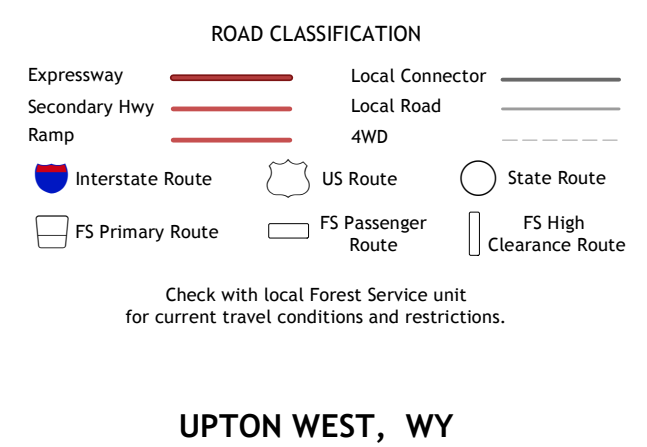 ROAD CLASSIFICATION
Expressway
Local Connector
Secondary Hwy
Local Road
Ramp
4WD
Interstate Route
US Route
State Route
FS Primary Route
FS Passenger
Route
FS High
Clearance Route
Check with local Forest Service unit
for current travel conditions and restrictions.
UPTON WEST, WY